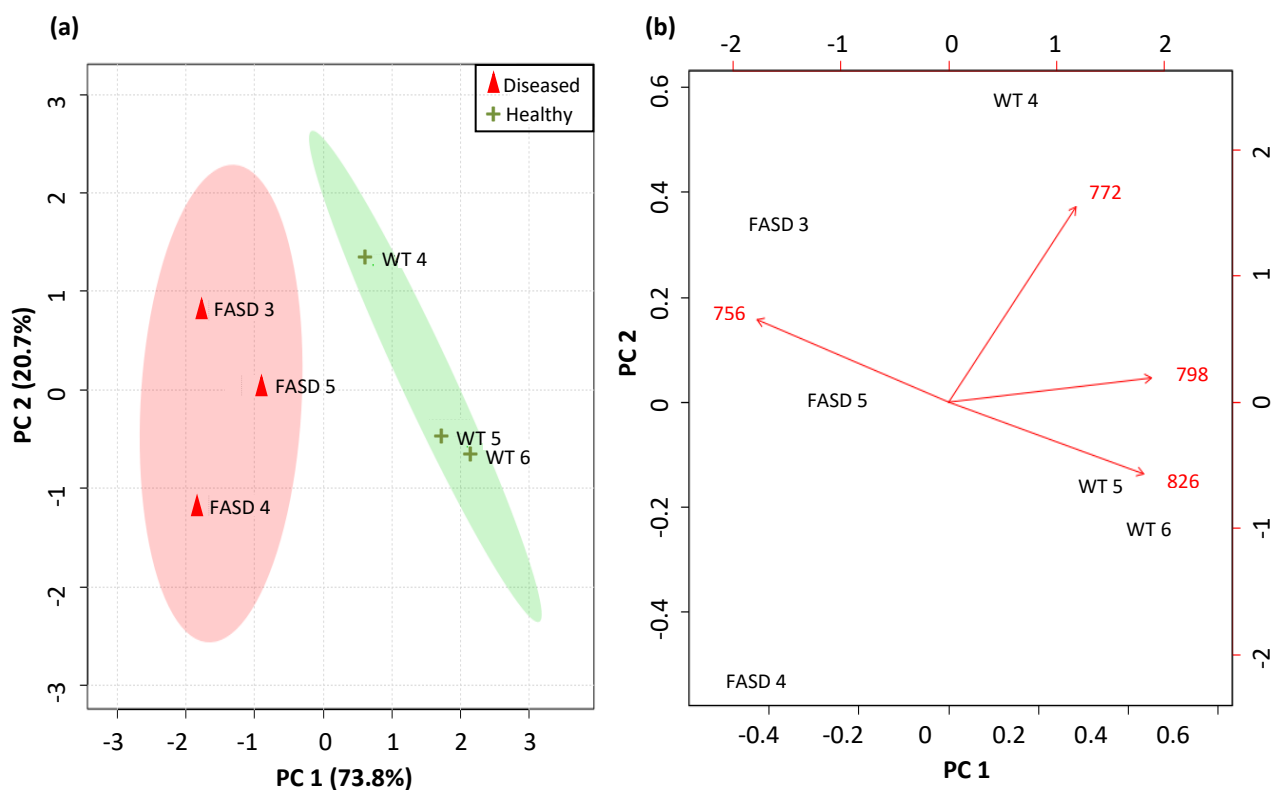 (a)
Diseased
Healthy
3
2
1
0
-1
-2
-3
PC 2 (20.7%)
WT 4
FASD 3
FASD 5
WT 5
WT 6
FASD 4
-3 -2 -1 0 1 2 3
PC 1 (73.8%)
(b)
-2 -1 0 1 2
0.6
0.4
0.2
0
-0.2
-0.4
PC 2
WT 4
772
FASD 3
756
798
FASD 5
826
WT 5
WT 6
FASD 4
2
1
0
-1
-2
-0.4 -0.2 0 0.2 0.4 0.6
PC 1